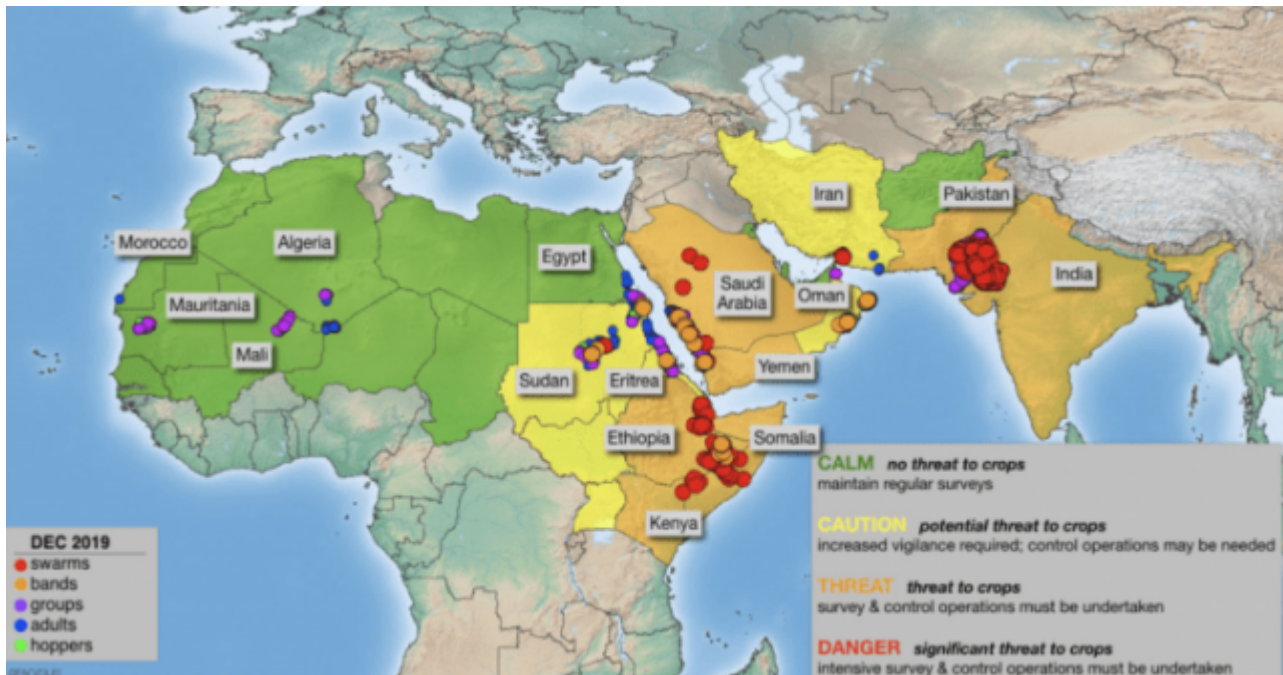 Morocco
Algeria
Egypt
Iran
Pakistan
Mauritania
Saudi
Arabia
Oman
India
Mali
Sudan
Eritrea
Yemen
Ethiopia
Somalia
Kenya
DEC 2019
swarms
bands
groups
adults
hoppers
CALM no threat to crops
maintain regular surveys
CAUTION potential threat to crops
increased vigilance required; control operations may be needed
THREAT threat to crops
survey & control operations must be undertaken
DANGER significant threat to crops
intensive survey & control operations must be undertaken